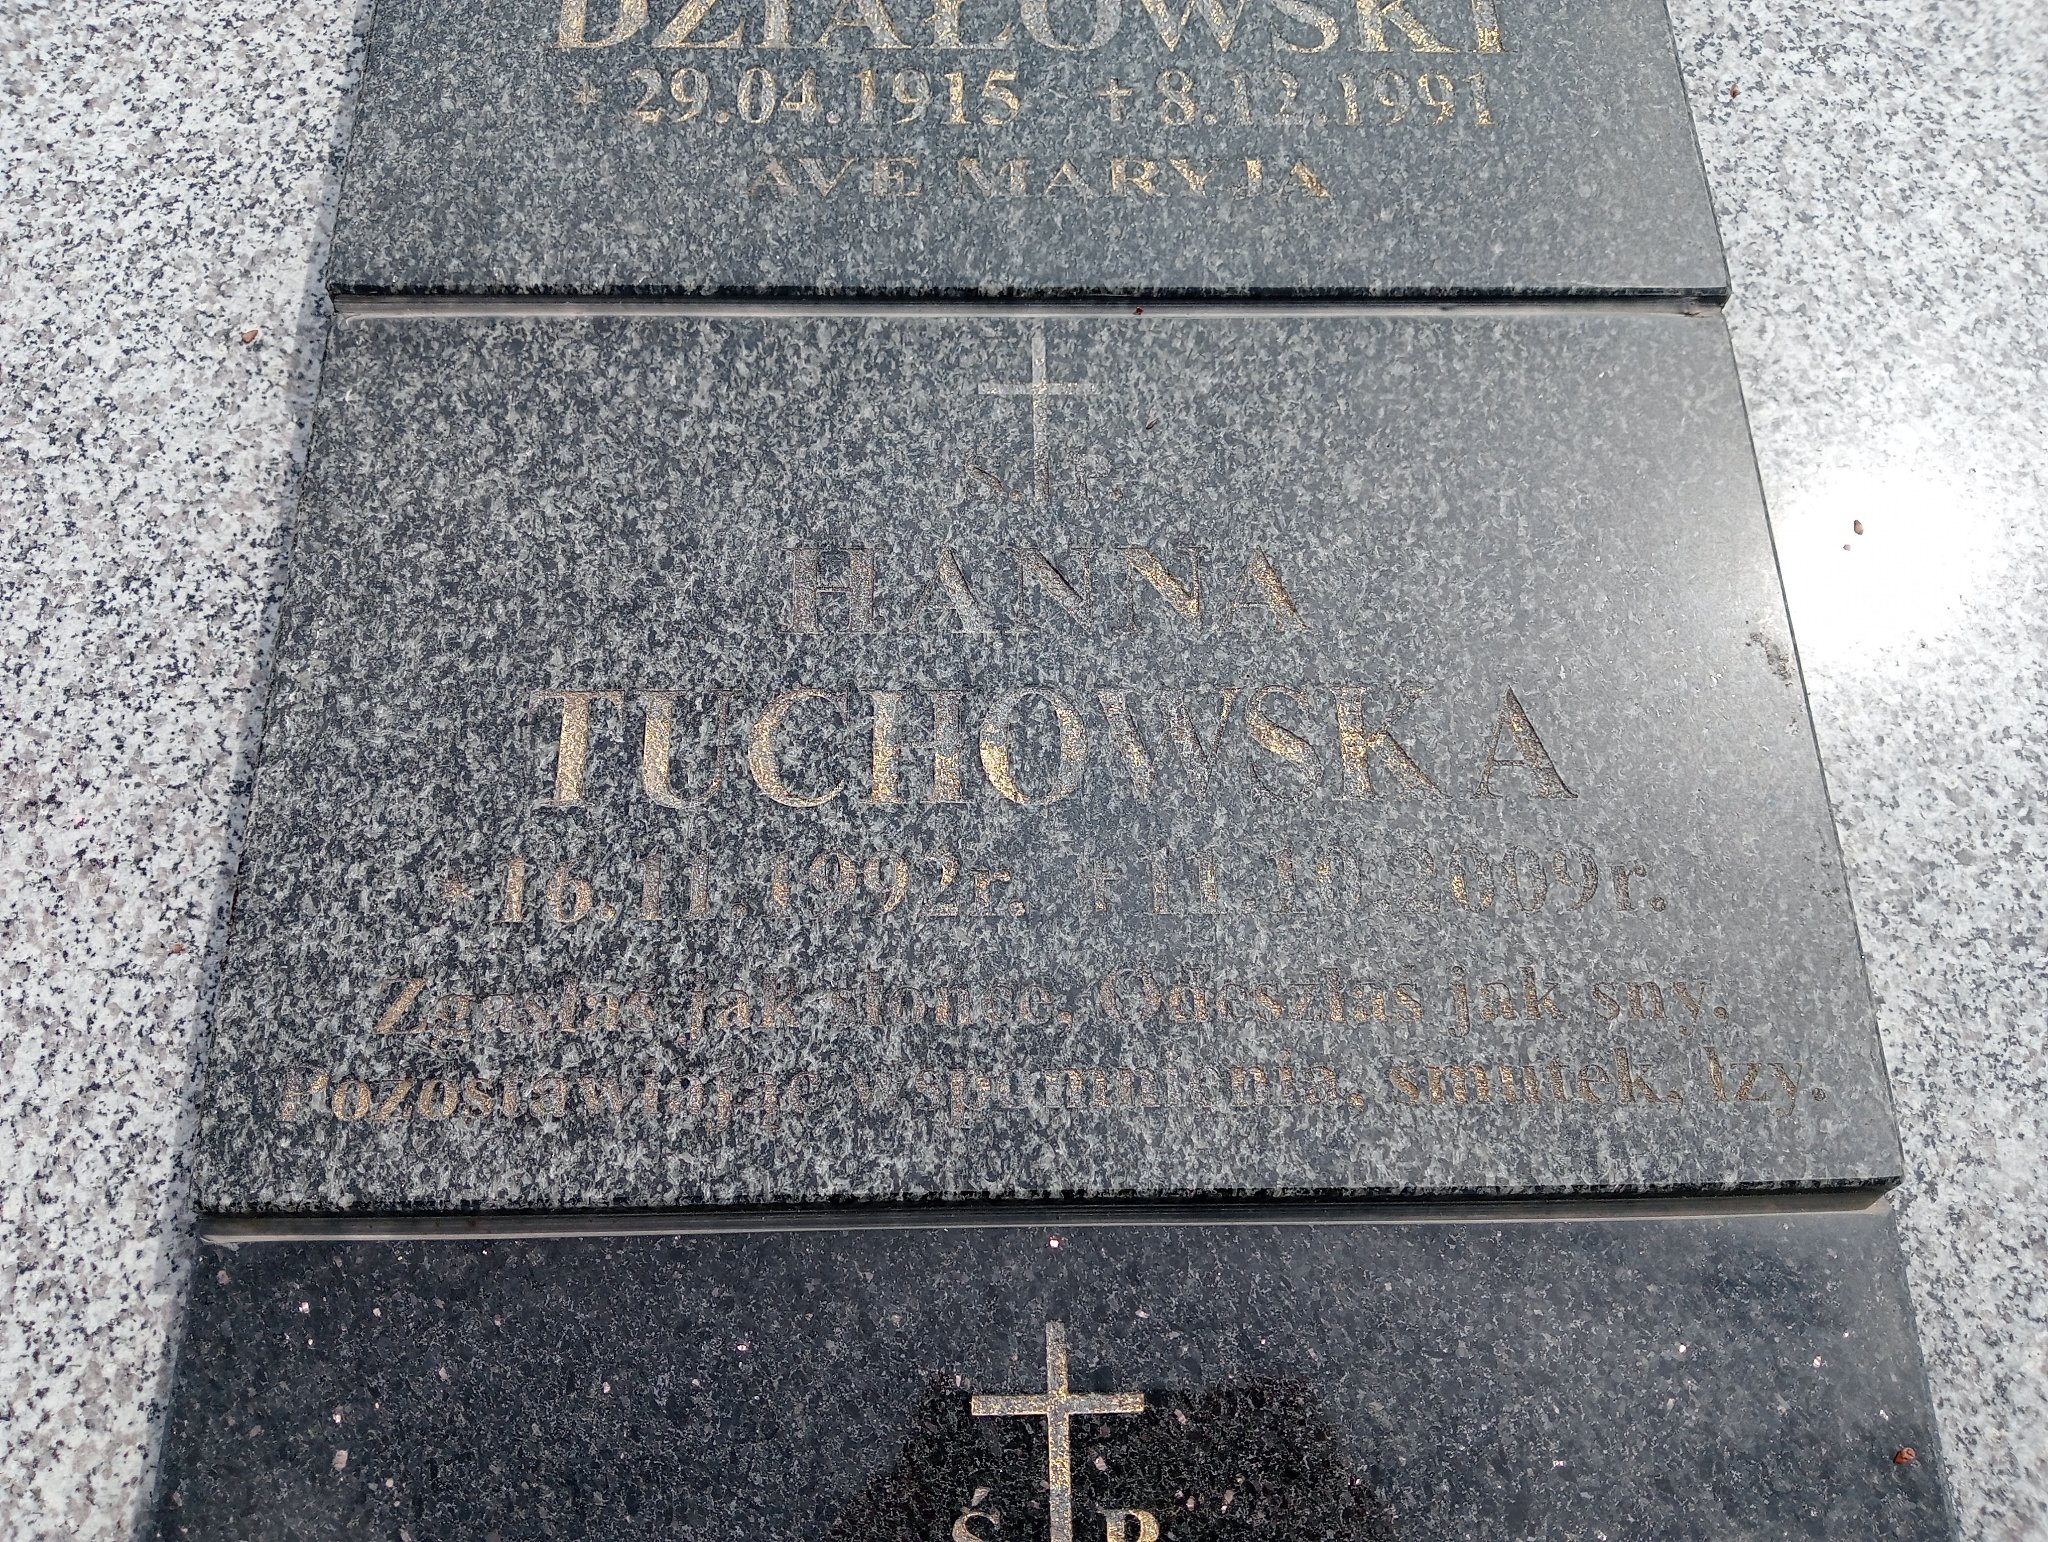 DZIAŁOWSKI
* 29.04.1915 † 8.12.1991
AVE MARYJA
Ś. P.
HANNA
TUCHOWSKA
* 16.11.1992r. † 11.10.2009r.
Zgasłaś jak słońce, Odeszłaś jak sny.
Pozostawiając wspomnienia, smutek, łzy.
Ś P